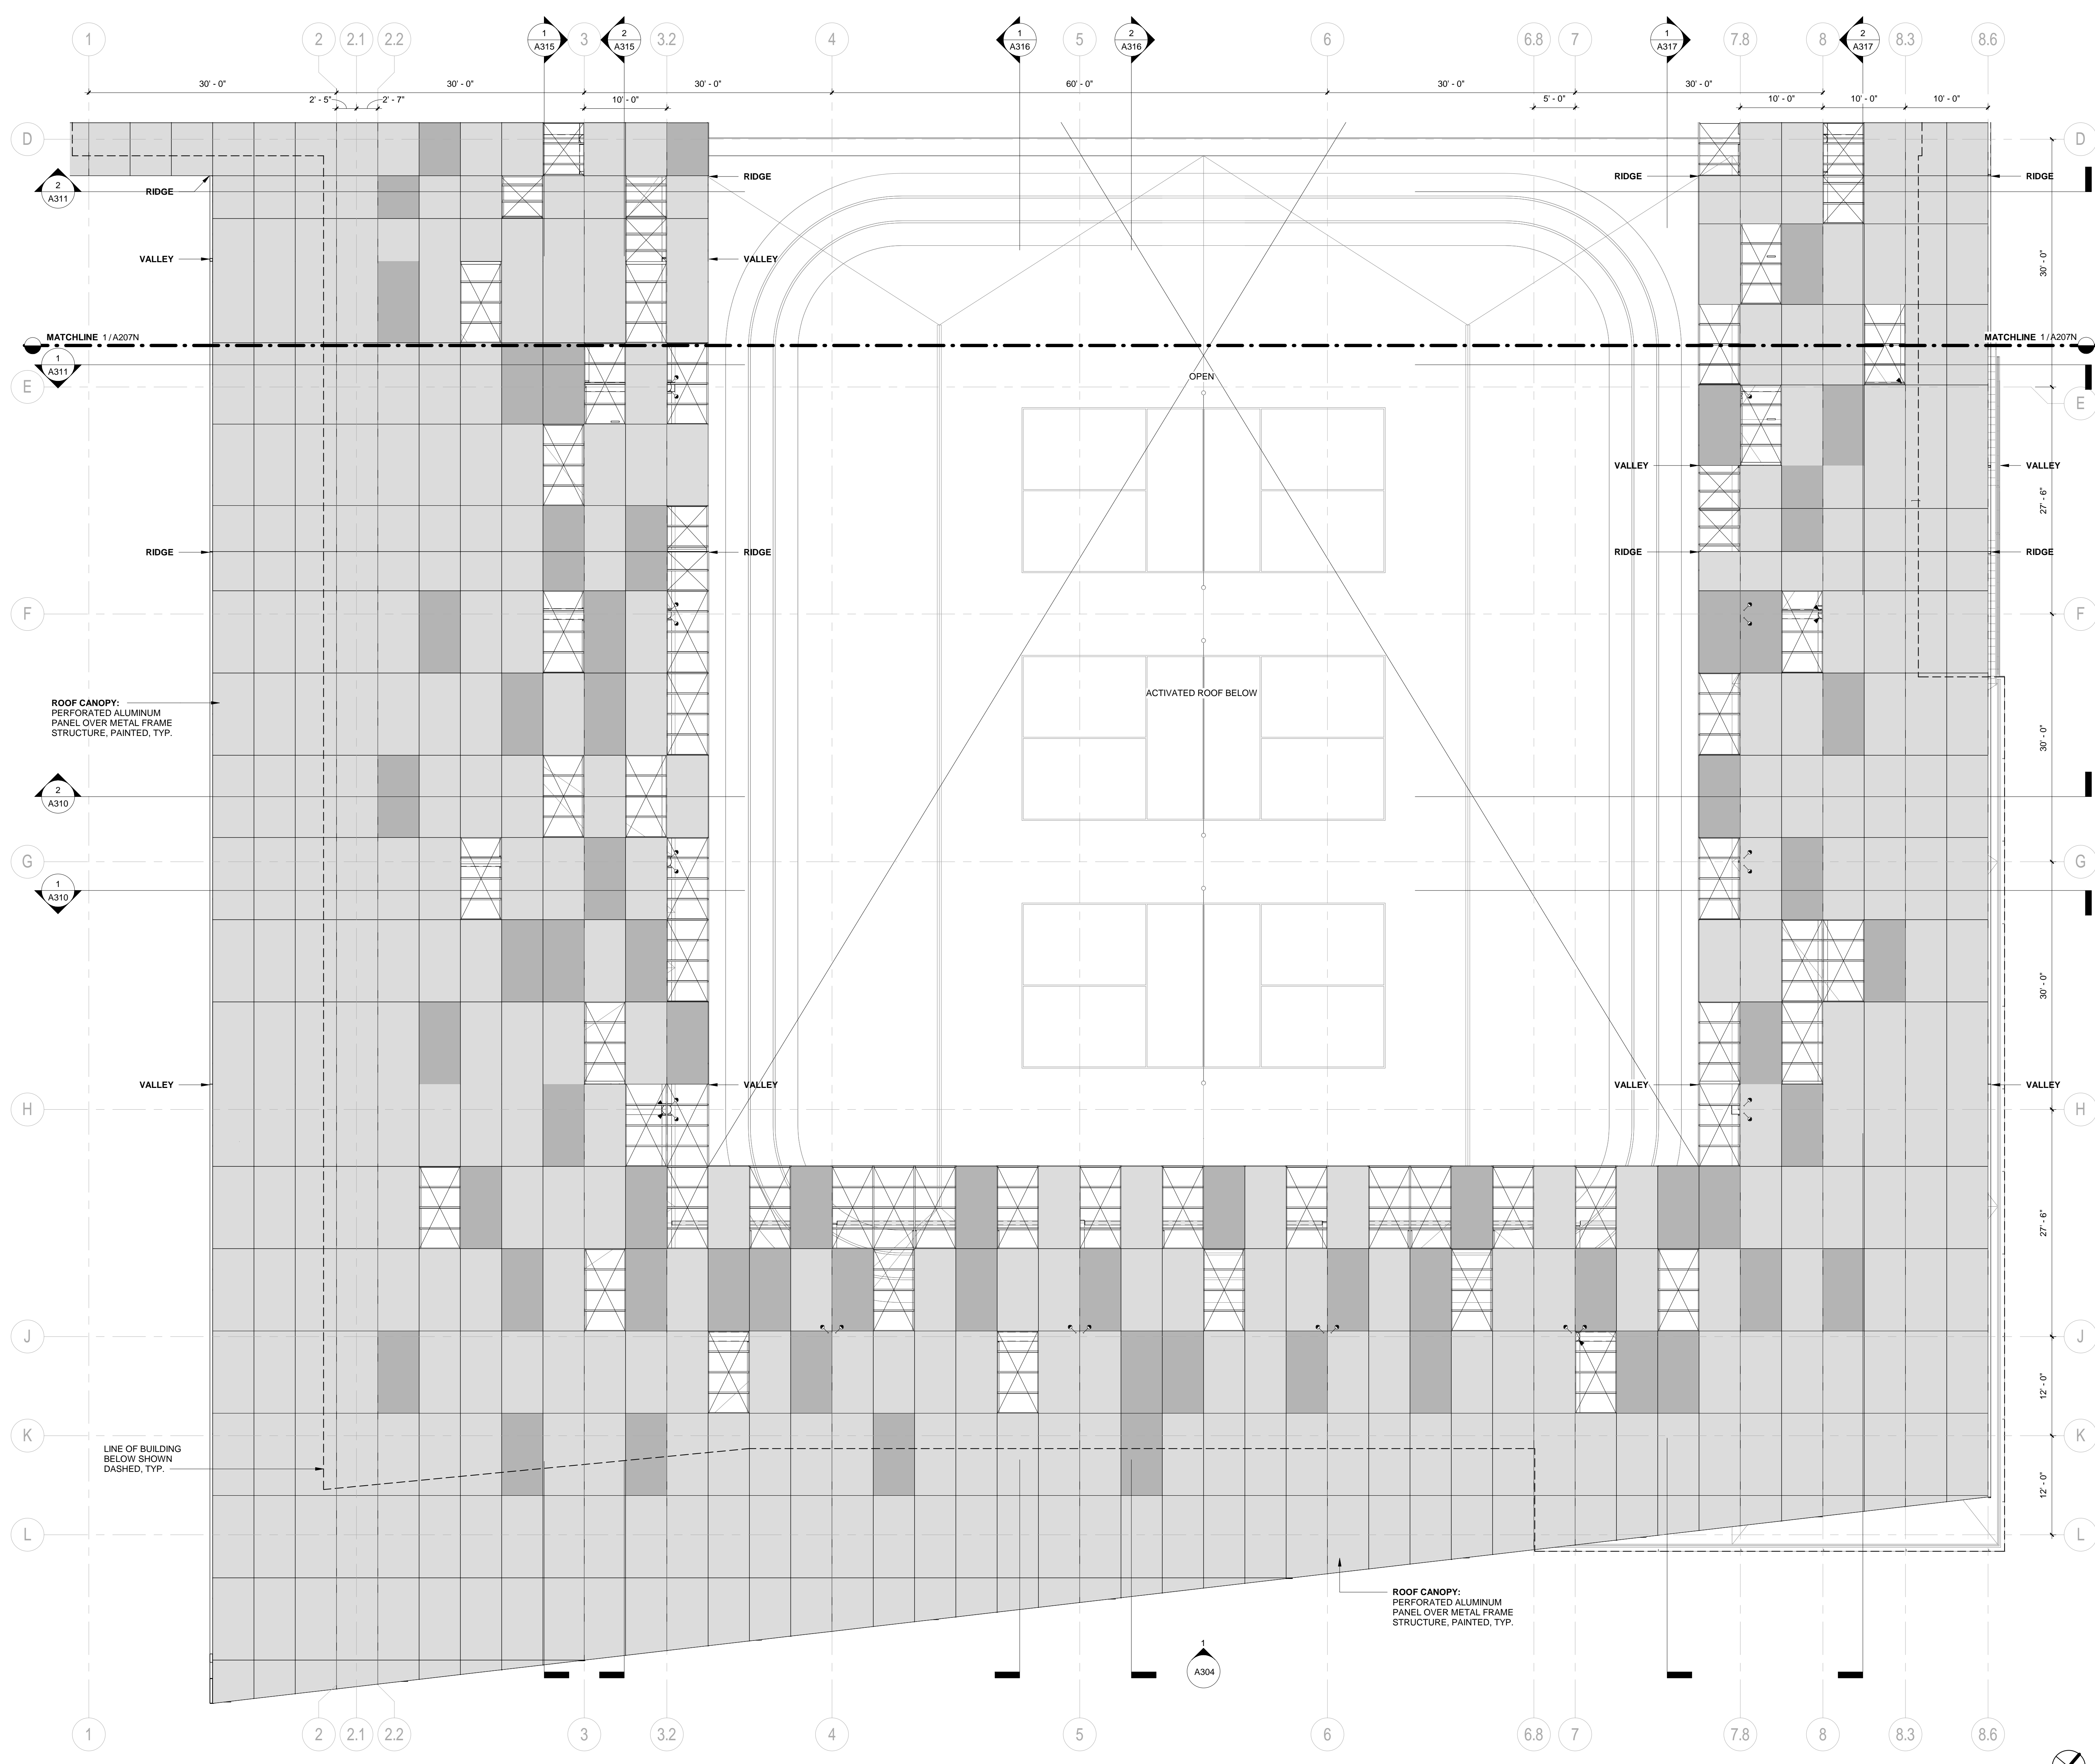 1
2
2.1
2.2
1
A315
3
2
A315
3.2
4
1
A316
5
2
A316
6
6.8
7
1
A317
7.8
8
2
A317
8.3
8.6
30' - 0"
30' - 0"
30' - 0"
60' - 0"
30' - 0"
30' - 0"
2' - 5"
2' - 7"
10' - 0"
5' - 0"
10' - 0"
10' - 0"
10' - 0"
D
D
2
A311
RIDGE
RIDGE
RIDGE
RIDGE
VALLEY
VALLEY
30' - 0"
MATCHLINE 1 / A207N
MATCHLINE 1 / A207N
1
A311
OPEN
E
E
VALLEY
VALLEY
27' - 6"
RIDGE
RIDGE
RIDGE
RIDGE
F
F
ACTIVATED ROOF BELOW
ROOF CANOPY:
PERFORATED ALUMINUM
PANEL OVER METAL FRAME
STRUCTURE, PAINTED, TYP.
30' - 0"
2
A310
G
G
1
A310
30' - 0"
VALLEY
VALLEY
VALLEY
VALLEY
H
H
27' - 6"
J
J
12' - 0"
K
K
LINE OF BUILDING
BELOW SHOWN
DASHED, TYP.
12' - 0"
L
L
ROOF CANOPY:
PERFORATED ALUMINUM
PANEL OVER METAL FRAME
STRUCTURE, PAINTED, TYP.
1
A304
1
2
2.1
2.2
3
3.2
4
5
6
6.8
7
7.8
8
8.3
8.6